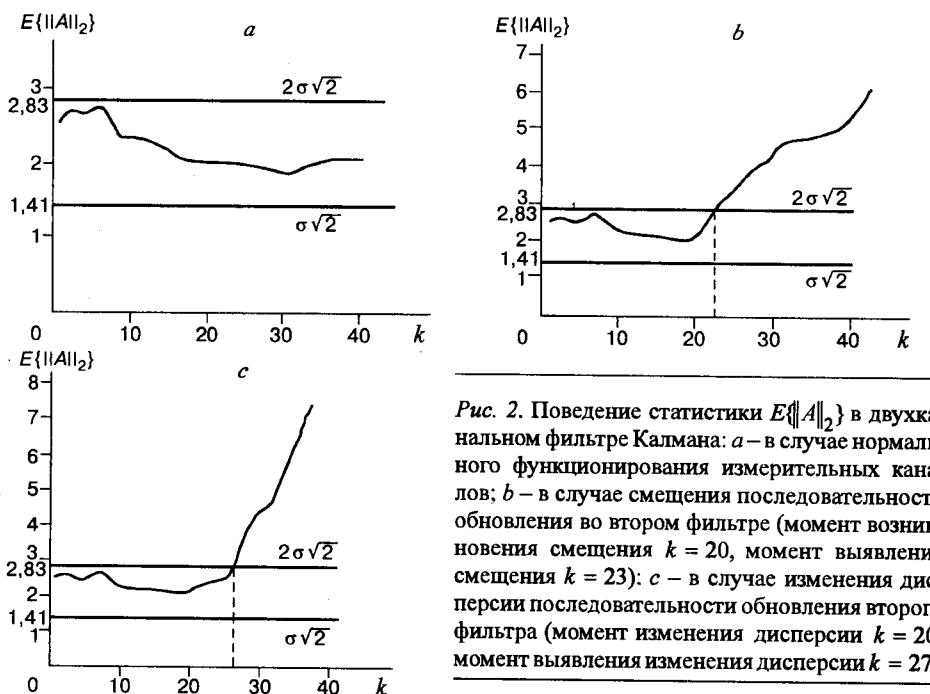 E{||A||₂}
a
3
2,83
2σ√2
2
1,41
σ√2
1
0
10
20
30
40
k
E{||A||₂}
b
7
6
5
4
3
2,83
2σ√2
2
1,41
σ√2
1
0
10
20
30
40
k
E{||A||₂}
c
8
7
6
5
4
3
2,83
2σ√2
2
1,41
σ√2
1
0
10
20
30
40
k
Рис. 2. Поведение статистики E{||A||₂} в двухка
нальном фильтре Калмана: a – в случае нормаль
ного функционирования измерительных кана
лов; b – в случае смещения последовательност
обновления во втором фильтре (момент возник
новения смещения k = 20, момент выявлени
смещения k = 23): c – в случае изменения дис
персии последовательности обновления второг
фильтра (момент изменения дисперсии k = 20
момент выявления изменения дисперсии k = 27